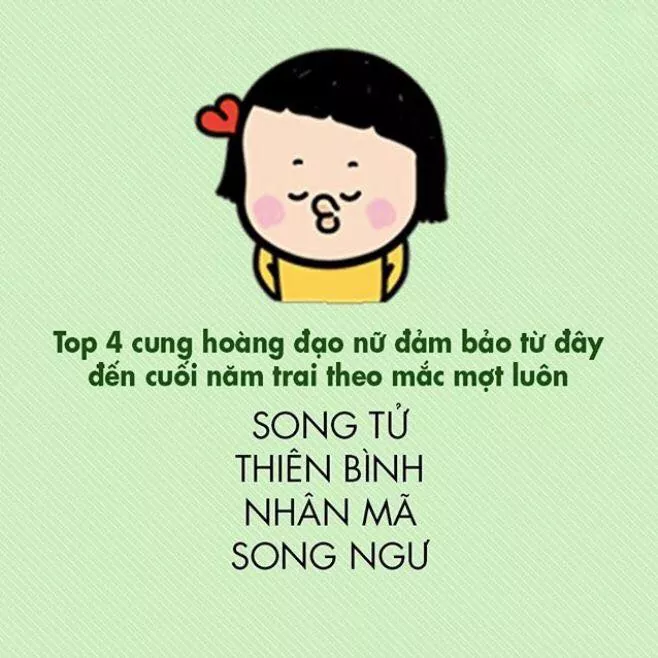 Top 4 cung hoàng đạo nữ đảm bảo từ đây
đến cuối năm trai theo mắc mợt luôn
SONG TỬ
THIÊN BÌNH
NHÂN MÃ
SONG NGƯ